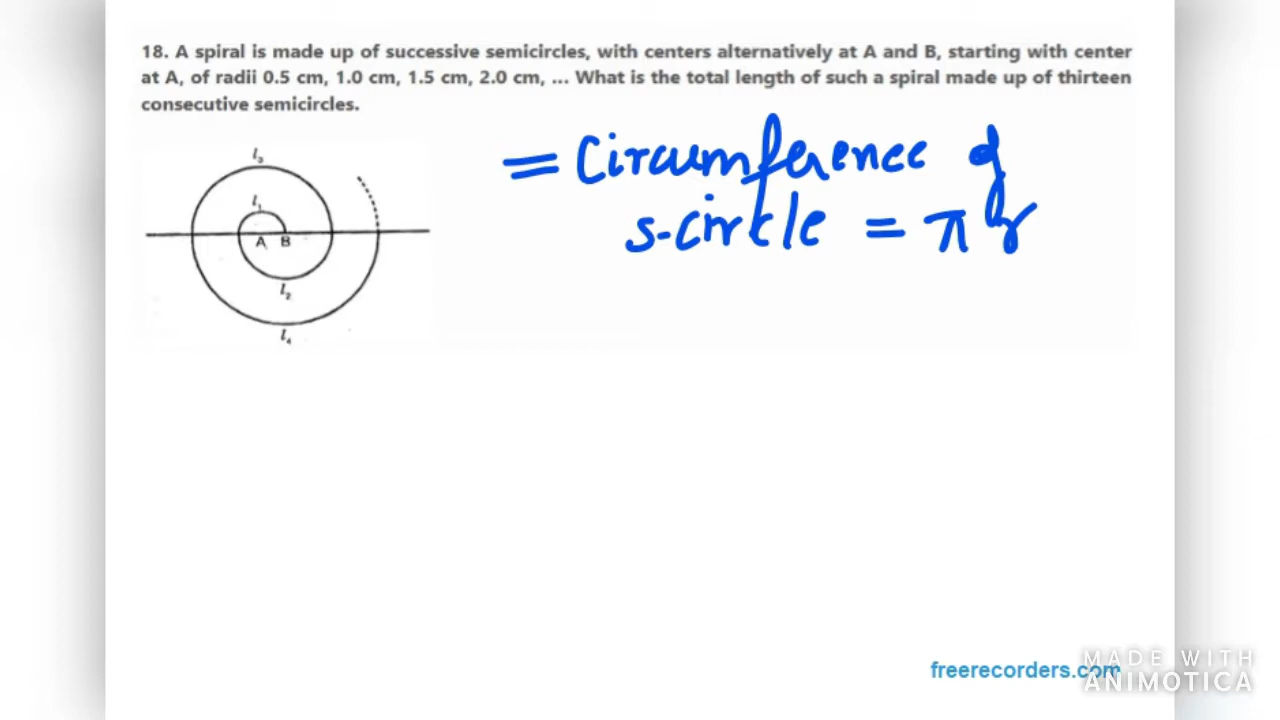 18. A spiral is made up of successive semicircles, with centers alternatively at A and B, starting with center
at A, of radii 0.5 cm, 1.0 cm, 1.5 cm, 2.0 cm, ... What is the total length of such a spiral made up of thirteen
consecutive semicircles.
= Circumference of
s-cirkle = π r
l₃
l₁
A B
l₂
l₄
freerecorders.com
MADE WITH
ANIMOTICA